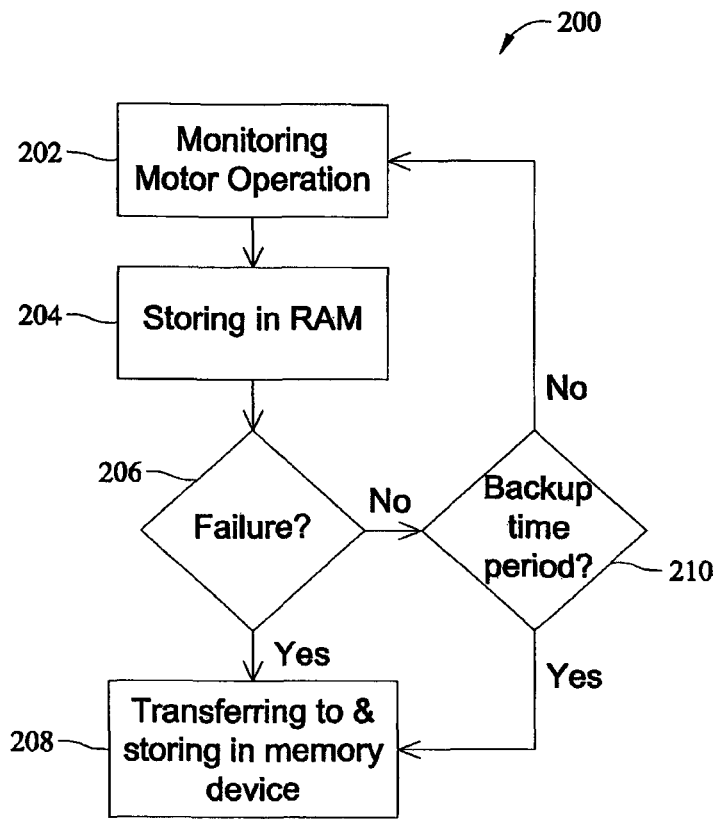 200
202
Monitoring
Motor Operation
204
Storing in RAM
No
206
Failure?
No
Backup
time
period?
210
Yes
Yes
208
Transferring to &
storing in memory
device